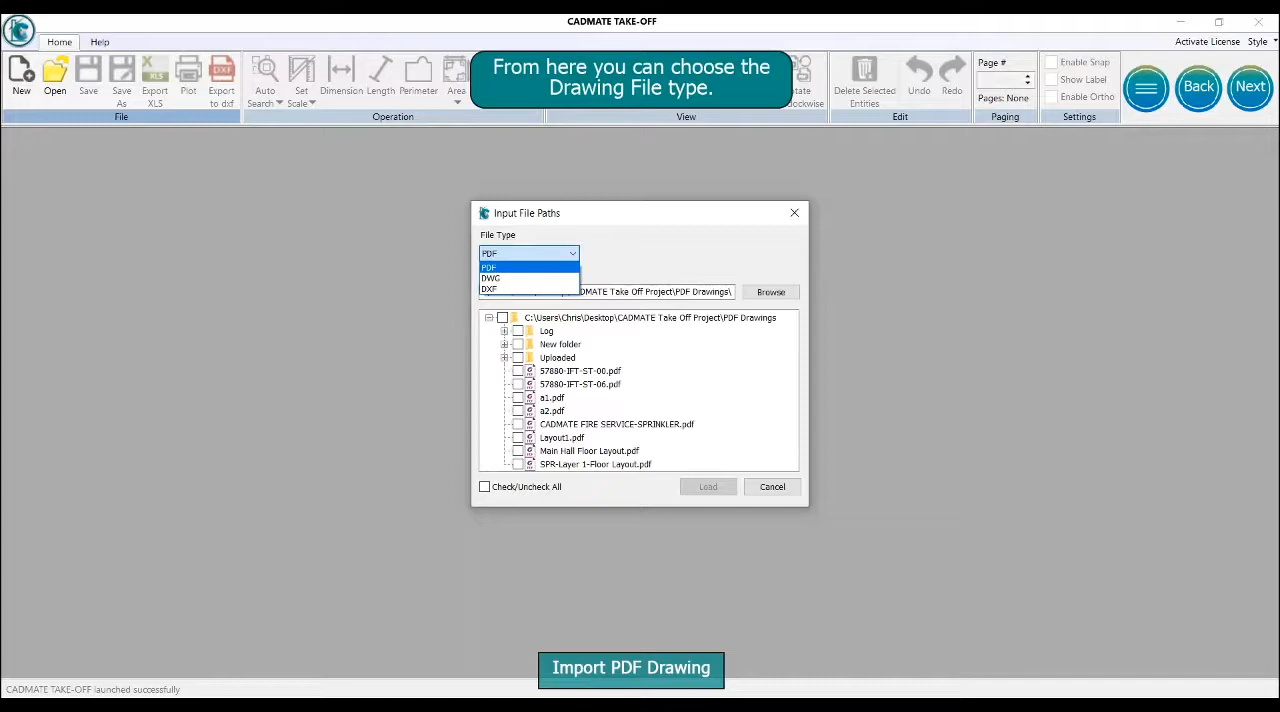 CADMATE TAKE-OFF
Home
Help
Activate License
Style
New
Open
Save
Save As
Export XLS
Plot
Export to dxf
Auto Search
Set Scale
Dimension
Length
Perimeter
Area
Delete Selected Entities
Undo
Redo
Page #
Pages: None
Enable Snap
Show Label
Enable Ortho
File
Operation
View
Edit
Paging
Settings
From here you can choose the
Drawing File type.
Back
Next
Input File Paths
File Type
PDF
PDF
DWG
DXF
DMATE Take Off Project\PDF Drawings\
Browse
C:\Users\Chris\Desktop\CADMATE Take Off Project\PDF Drawings
Log
New folder
Uploaded
57880-IFT-ST-00.pdf
57880-IFT-ST-06.pdf
a1.pdf
a2.pdf
CADMATE FIRE SERVICE-SPRINKLER.pdf
Layout1.pdf
Main Hall Floor Layout.pdf
SPR-Layer 1-Floor Layout.pdf
Check/Uncheck All
Load
Cancel
Import PDF Drawing
CADMATE TAKE-OFF launched successfully